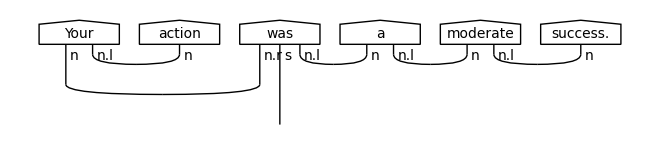 Your action was a moderate success.
n n.l n n.r s n.l n n.l n n.l n